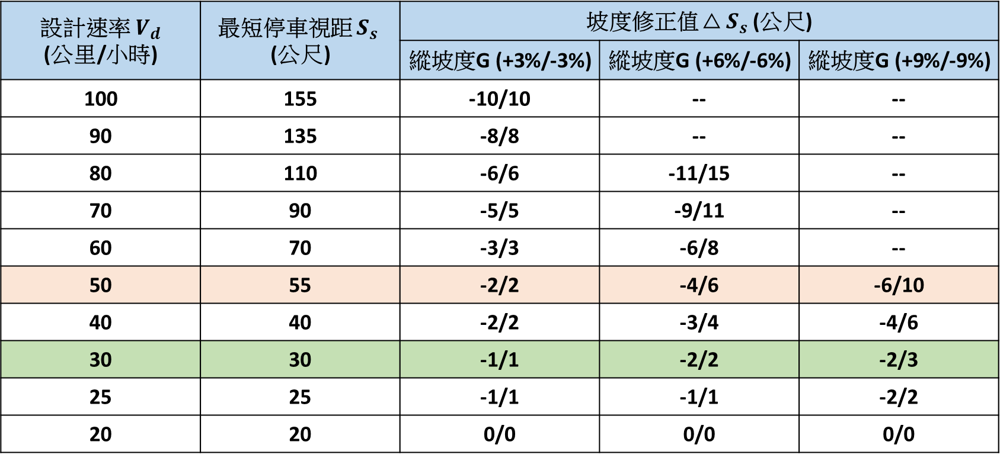 設計速率 V_d
(公里/小時)
最短停車視距 S_s
(公尺)
坡度修正值 △ S_s (公尺)
縱坡度G (+3%/-3%) 縱坡度G (+6%/-6%) 縱坡度G (+9%/-9%)
100 155 -10/10 -- --
90 135 -8/8 -- --
80 110 -6/6 -11/15 --
70 90 -5/5 -9/11 --
60 70 -3/3 -6/8 --
50 55 -2/2 -4/6 -6/10
40 40 -2/2 -3/4 -4/6
30 30 -1/1 -2/2 -2/3
25 25 -1/1 -1/1 -2/2
20 20 0/0 0/0 0/0